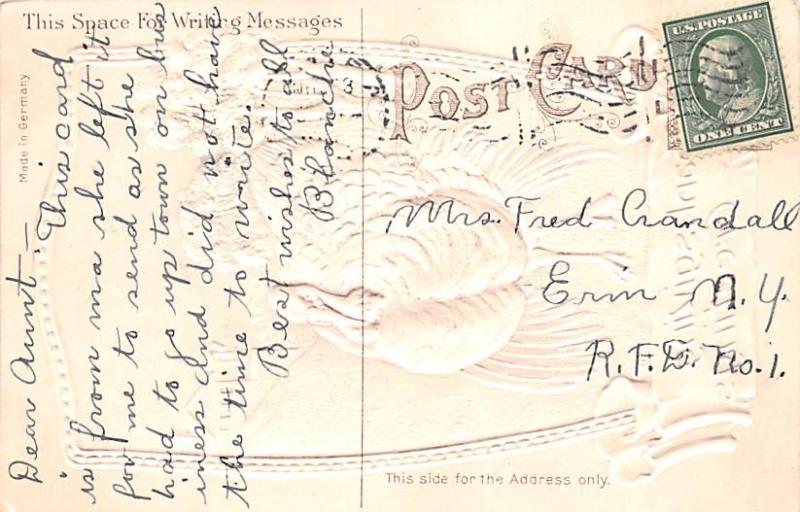 This Space For Writing Messages
Made in Germany
Dear Aunt —
This card
is from ma she left it
for me to send as she
had to go up town on bus
iness and did not have
the time to write.
Best wishes to all
Blanche
POST CARD
U.S. POSTAGE
ONE CENT
Mrs. Fred Crandall
Erin N.Y.
R.F.D. No. 1.
This side for the Address only.